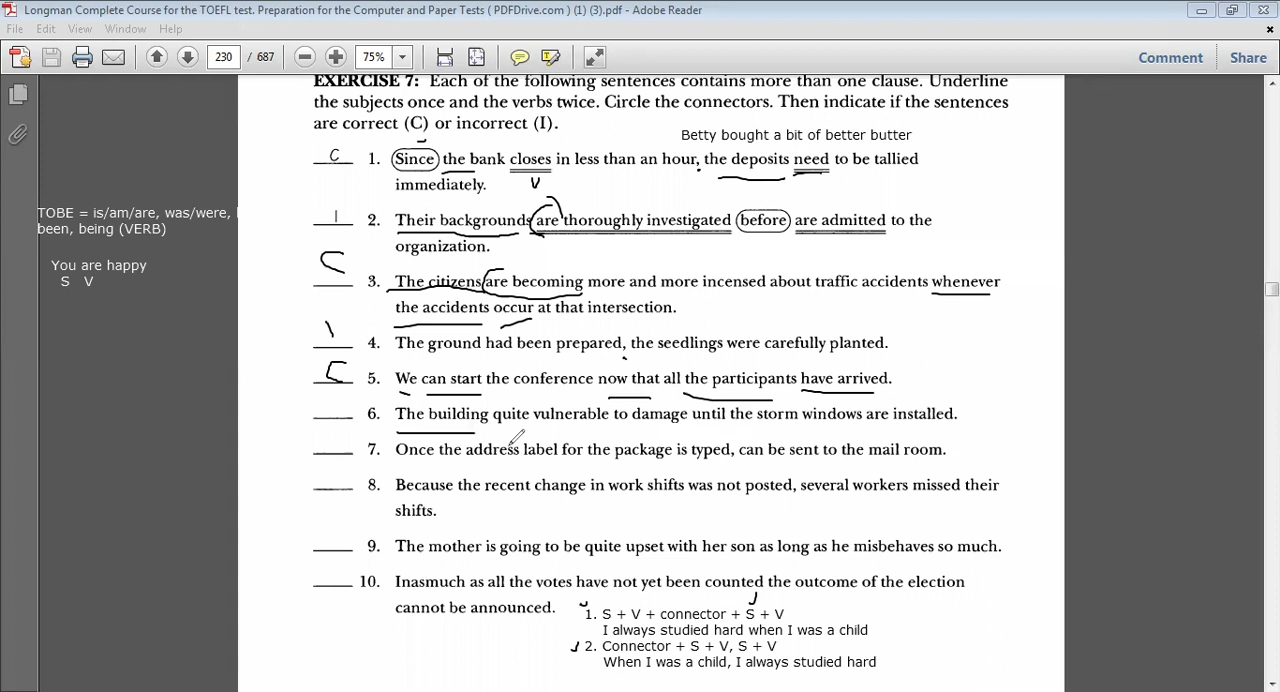 Longman Complete Course for the TOEFL test. Preparation for the Computer and Paper Tests ( PDFDrive.com ) (1) (3).pdf - Adobe Reader
File Edit View Window Help
230 / 687 75% Comment Share
EXERCISE 7: Each of the following sentences contains more than one clause. Underline
the subjects once and the verbs twice. Circle the connectors. Then indicate if the sentences
are correct (C) or incorrect (I).
Betty bought a bit of better butter
C 1. Since the bank closes in less than an hour, the deposits need to be tallied
immediately.
V
TOBE = is/am/are, was/were,
been, being (VERB)
I 2. Their backgrounds are thoroughly investigated before are admitted to the
organization.
You are happy
S V
C 3. The citizens are becoming more and more incensed about traffic accidents whenever
the accidents occur at that intersection.
I 4. The ground had been prepared, the seedlings were carefully planted.
C 5. We can start the conference now that all the participants have arrived.
6. The building quite vulnerable to damage until the storm windows are installed.
7. Once the address label for the package is typed, can be sent to the mail room.
8. Because the recent change in work shifts was not posted, several workers missed their
shifts.
9. The mother is going to be quite upset with her son as long as he misbehaves so much.
10. Inasmuch as all the votes have not yet been counted the outcome of the election
cannot be announced.
1. S + V + connector + S + V
I always studied hard when I was a child
2. Connector + S + V, S + V
When I was a child, I always studied hard